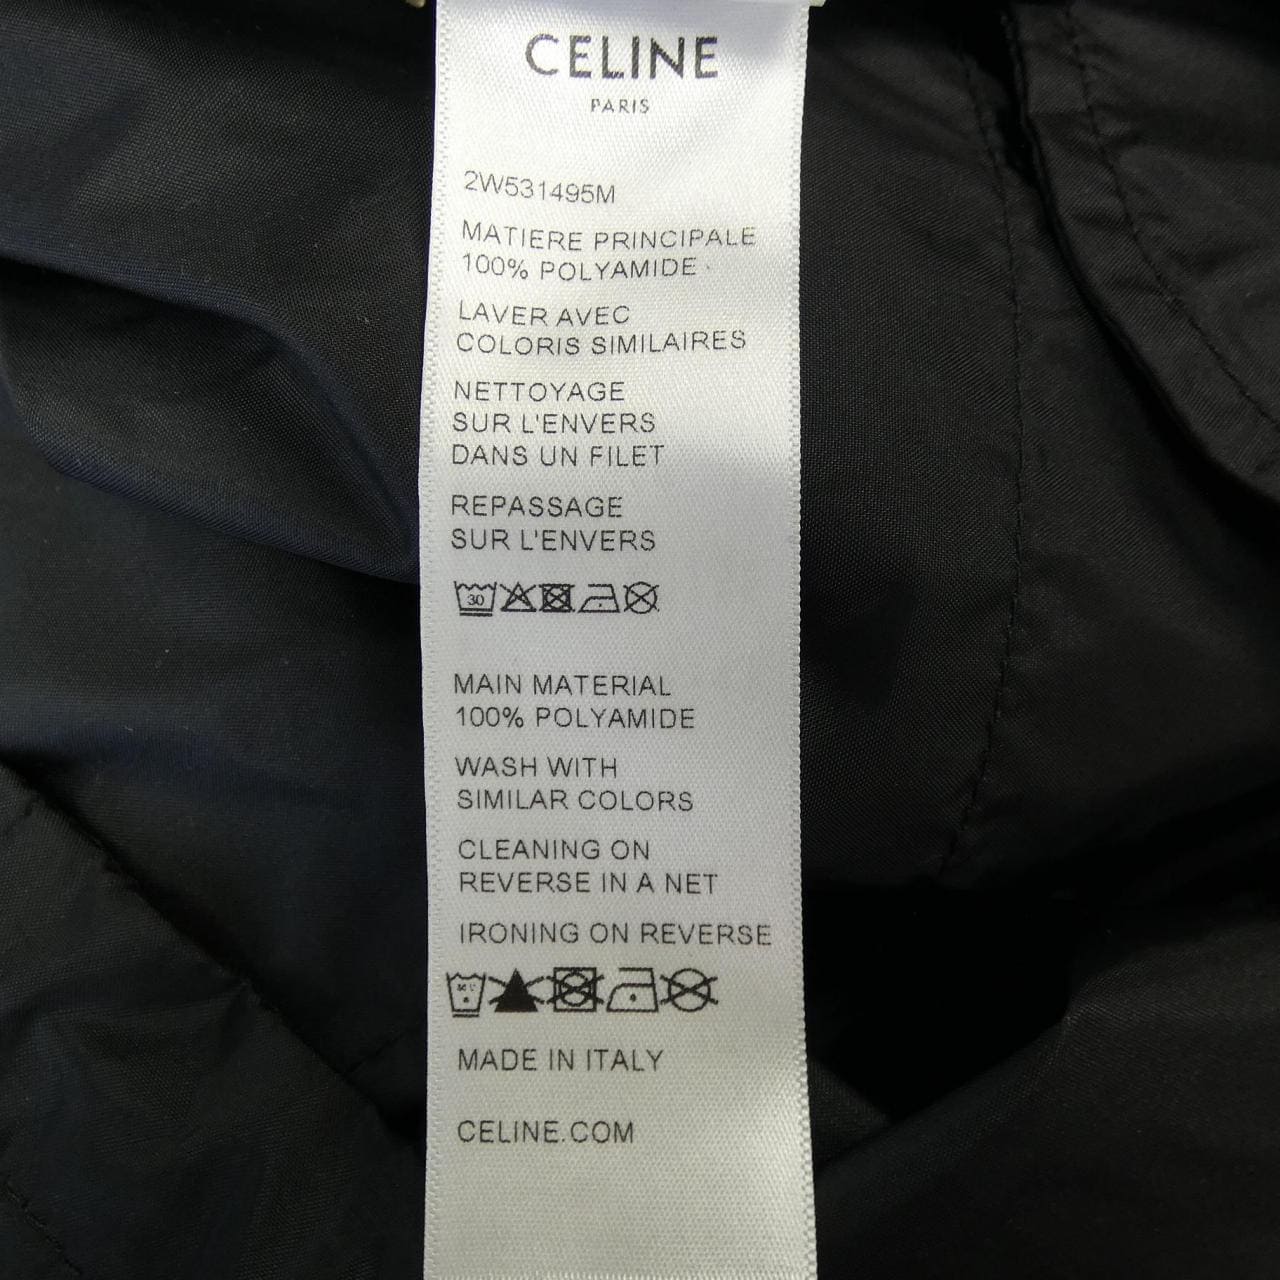 CELINE
PARIS
2W531495M
MATIERE PRINCIPALE
100% POLYAMIDE
LAVER AVEC
COLORIS SIMILAIRES
NETTOYAGE
SUR L'ENVERS
DANS UN FILET
REPASSAGE
SUR L'ENVERS
30
MAIN MATERIAL
100% POLYAMIDE
WASH WITH
SIMILAR COLORS
CLEANING ON
REVERSE IN A NET
IRONING ON REVERSE
MADE IN ITALY
CELINE.COM